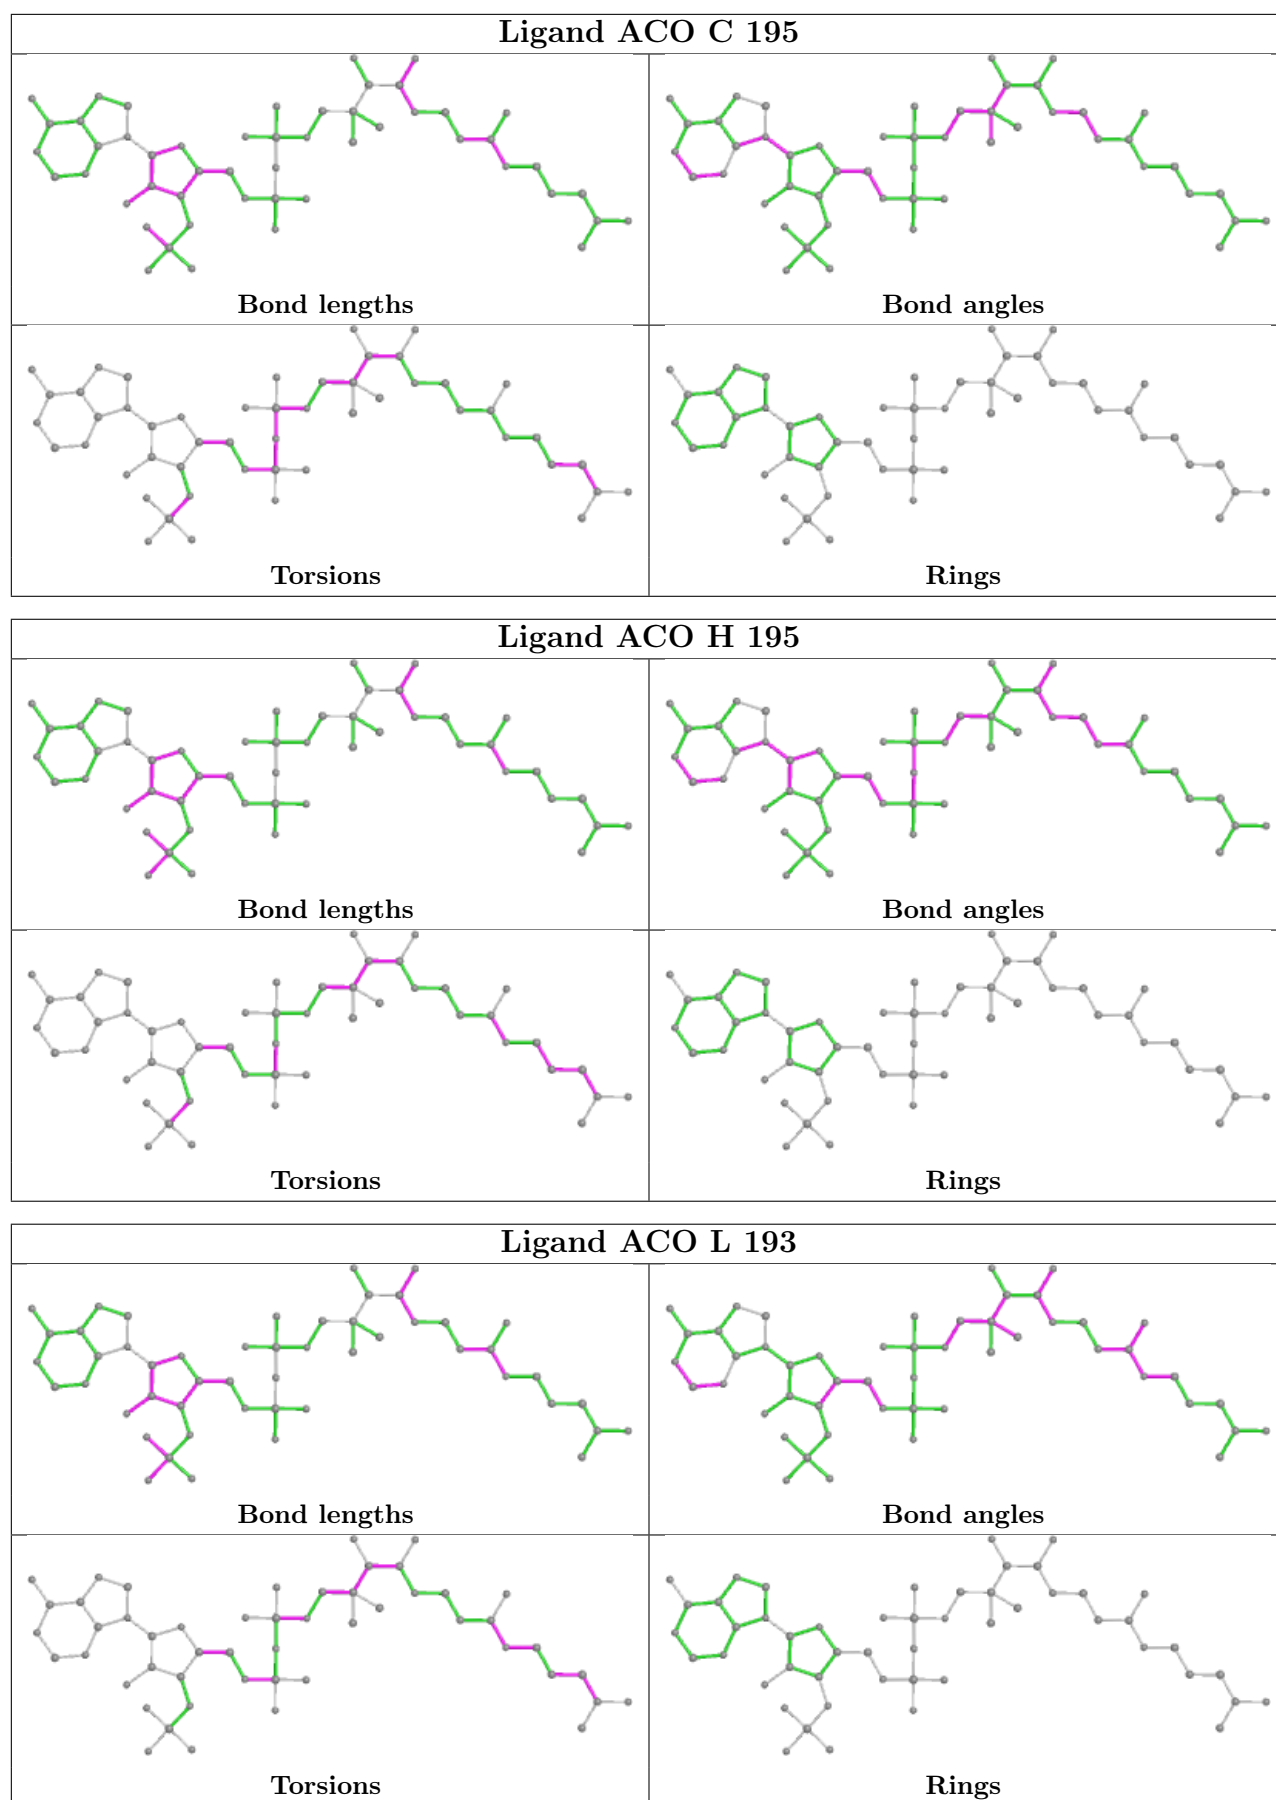 Ligand ACO C 195
Bond lengths
Bond angles
Torsions
Rings
Ligand ACO H 195
Bond lengths
Bond angles
Torsions
Rings
Ligand ACO L 193
Bond lengths
Bond angles
Torsions
Rings